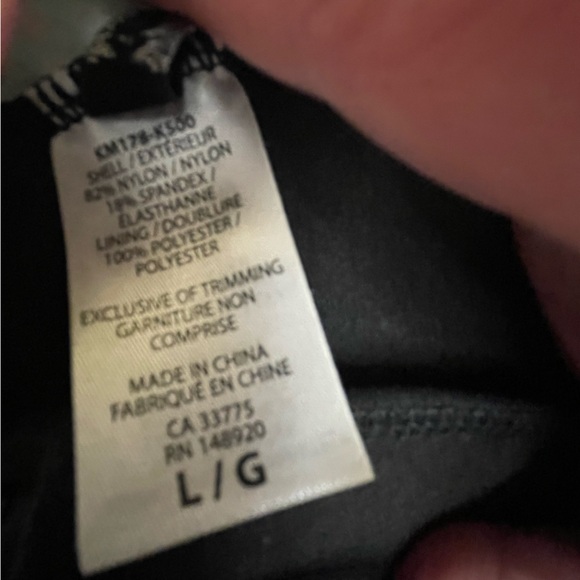 KM178-K500
SHELL / EXTÉRIEUR
82% NYLON / NYLON
18% SPANDEX /
ELASTHANNE
LINING / DOUBLURE
100% POLYESTER /
POLYESTER
EXCLUSIVE OF TRIMMING
GARNITURE NON
COMPRISE
MADE IN CHINA
FABRIQUÉ EN CHINE
CA 33775
RN 148920
L / G